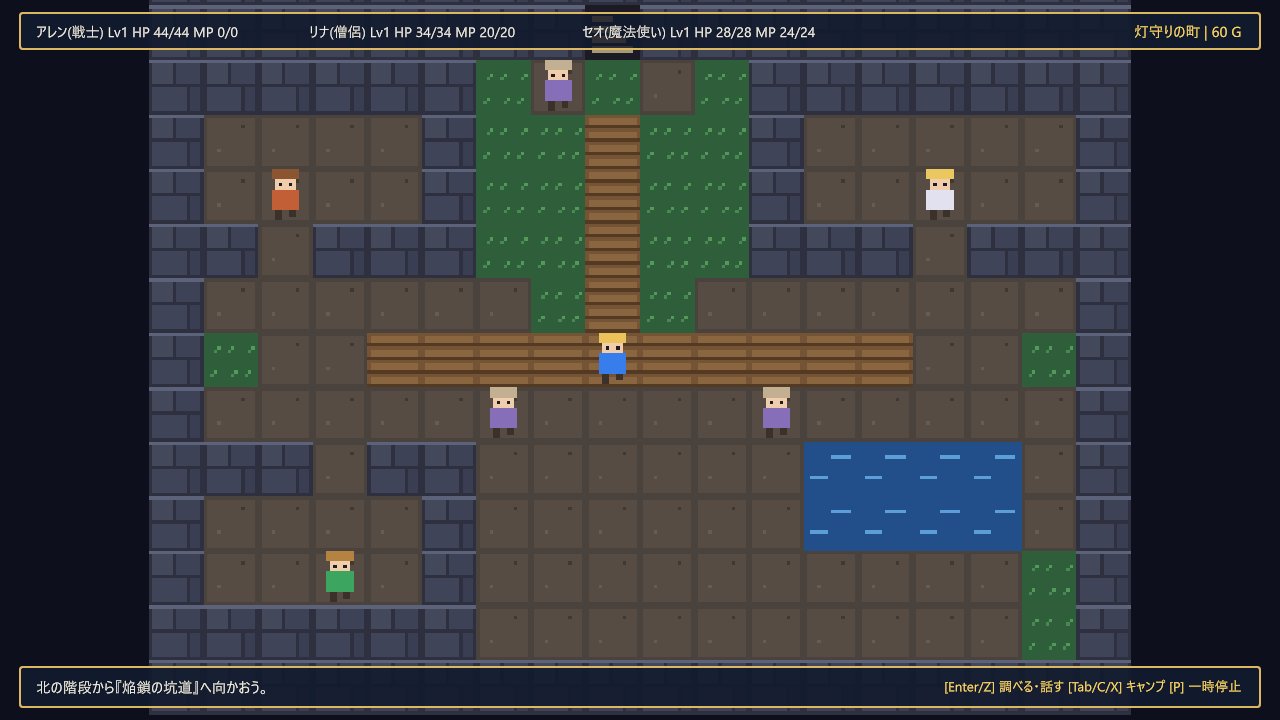 アレン(戦士) Lv1 HP 44/44 MP 0/0 リナ(僧侶) Lv1 HP 34/34 MP 20/20 セオ(魔法使い) Lv1 HP 28/28 MP 24/24 灯守りの町 | 60 G
北の階段から『焔鎖の坑道』へ向かおう。 [Enter/Z] 調べる・話す [Tab/C/X] キャンプ [P] 一時停止